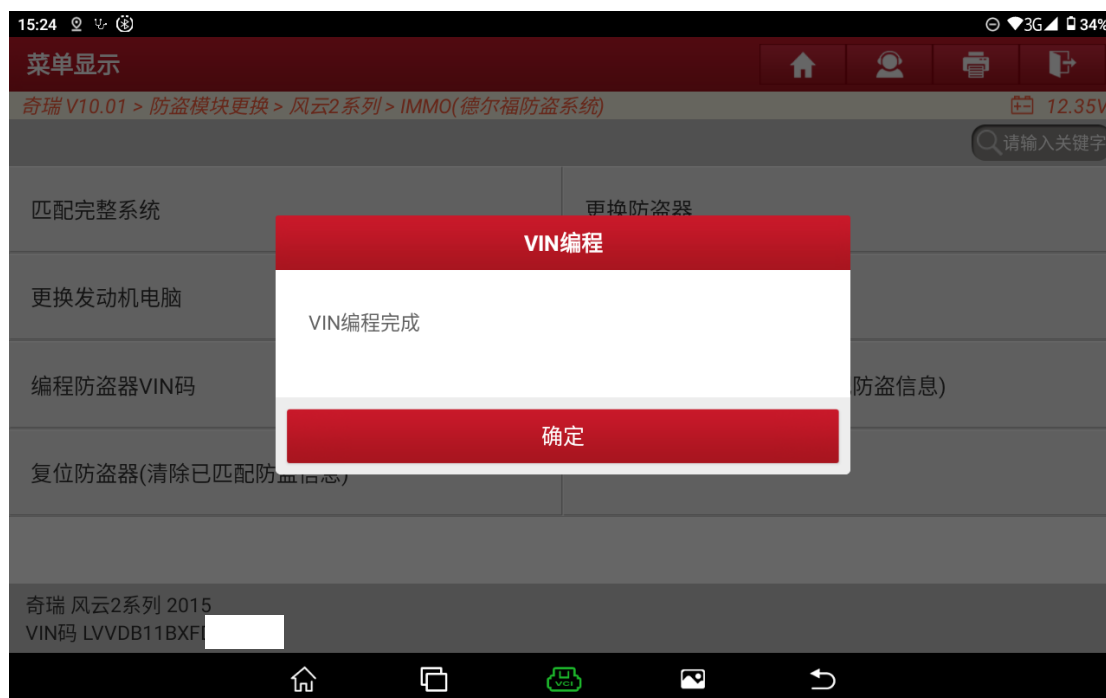 15:24
3G 34%
菜单显示
奇瑞 V10.01 > 防盗模块更换 > 风云2系列 > IMMO(德尔福防盗系统)
12.35V
请输入关键字
匹配完整系统
更换防盗器
VIN编程
更换发动机电脑
VIN编程完成
编程防盗器VIN码
防盗信息)
确定
复位防盗器(清除已匹配防盗信息)
奇瑞 风云2系列 2015
VIN码 LVVDB11BXF
VCI